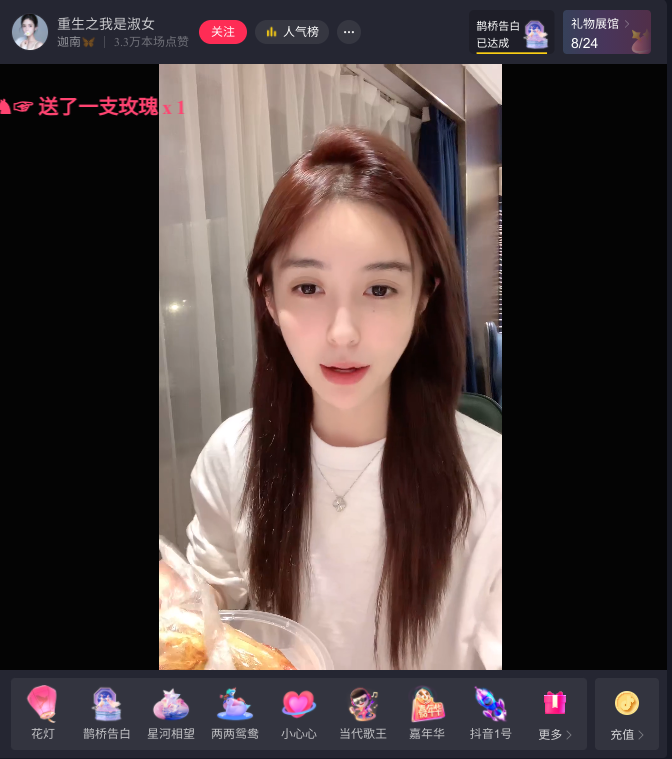 重生之我是淑女
迦南 | 3.3万本场点赞
关注
人气榜
鹊桥告白
已达成
礼物展馆
8/24
送了一支玫瑰 x 1
嘉年华
花灯
鹊桥告白
星河相望
两两鸳鸯
小心心
当代歌王
嘉年华
抖音1号
更多
充值